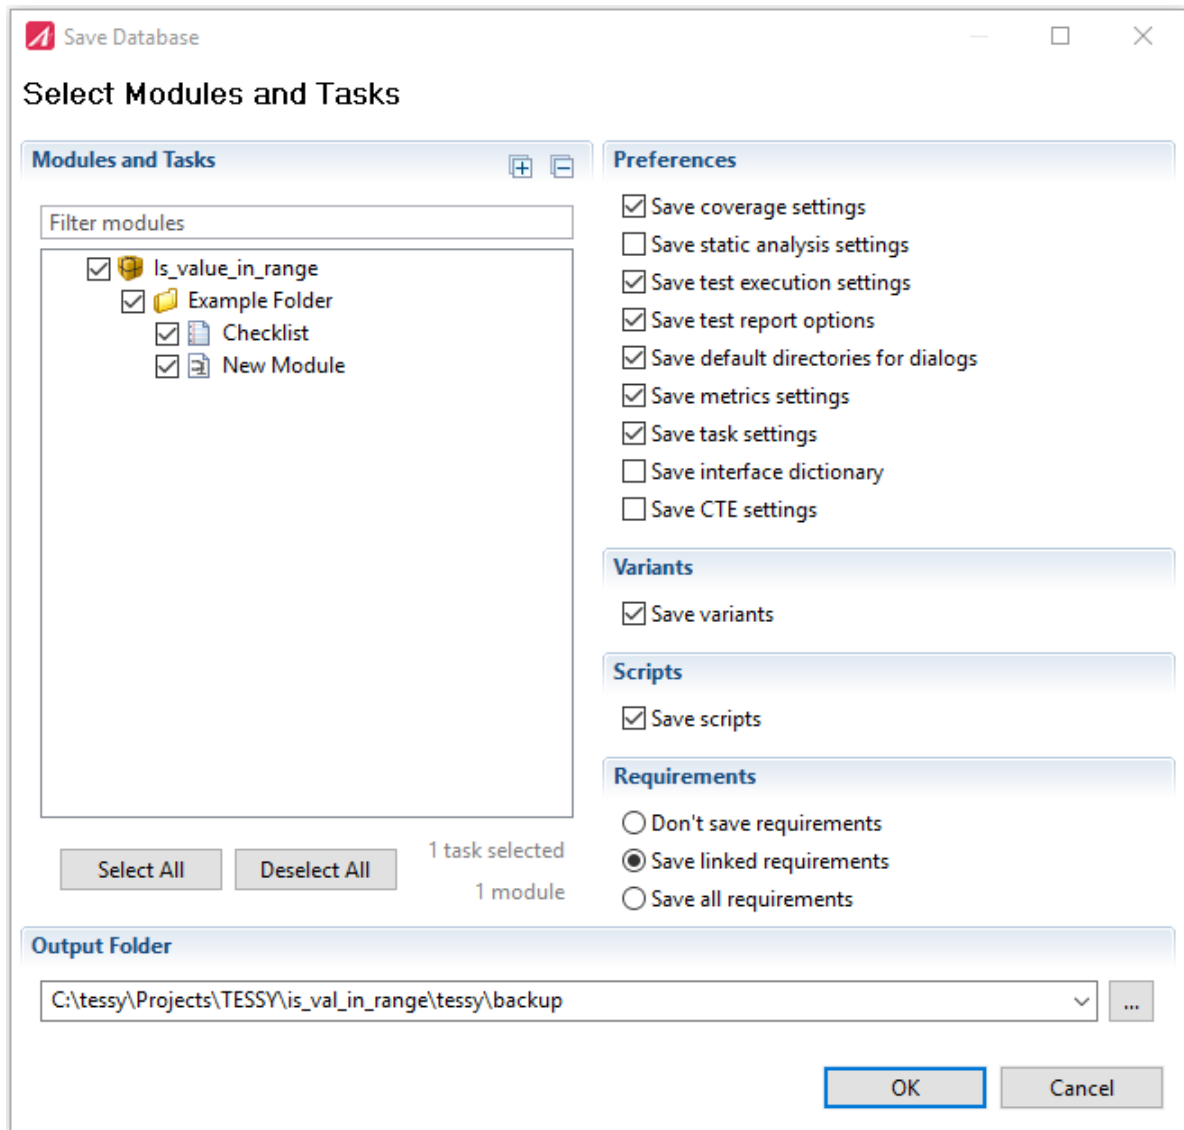 Save Database
Select Modules and Tasks
Modules and Tasks
Filter modules
Is_value_in_range
Example Folder
Checklist
New Module
Select All
Deselect All
1 task selected
1 module
Preferences
Save coverage settings
Save static analysis settings
Save test execution settings
Save test report options
Save default directories for dialogs
Save metrics settings
Save task settings
Save interface dictionary
Save CTE settings
Variants
Save variants
Scripts
Save scripts
Requirements
Don't save requirements
Save linked requirements
Save all requirements
Output Folder
C:\tessy\Projects\TESSY\is_val_in_range\tessy\backup
...
OK
Cancel